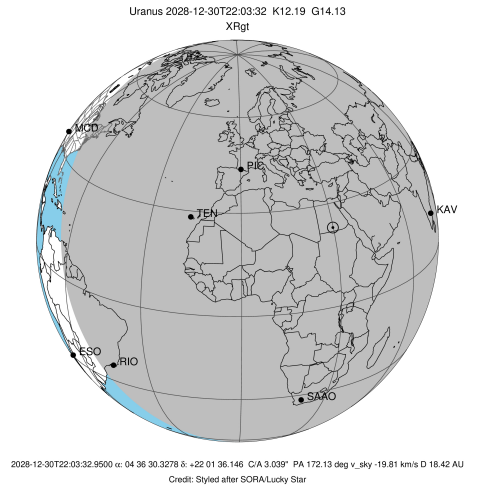 Uranus 2028-12-30T22:03:32 K12.19 G14.13
XRgt
MCD
PIC
TEN
KAV
ESO
RIO
SAAO
2028-12-30T22:03:32.9500 α: 04 36 30.3278 δ: +22 01 36.146 C/A 3.039" PA 172.13 deg v_sky -19.81 km/s D 18.42 AU
Credit: Styled after SORA/Lucky Star